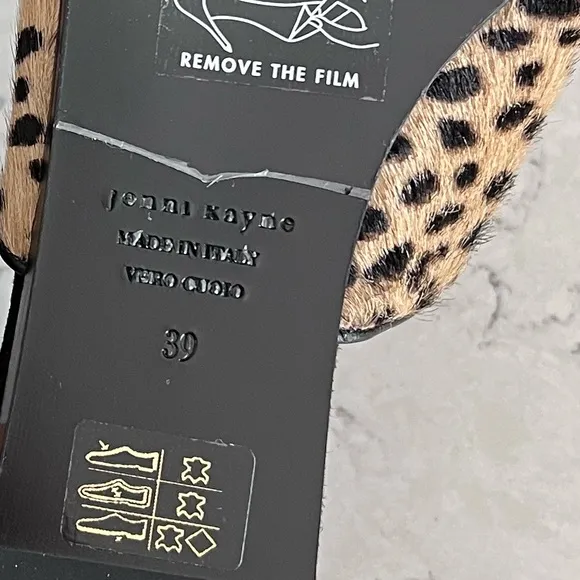 REMOVE THE FILM
jenni kayne
MADE IN ITALY
VERO CUOIO
39